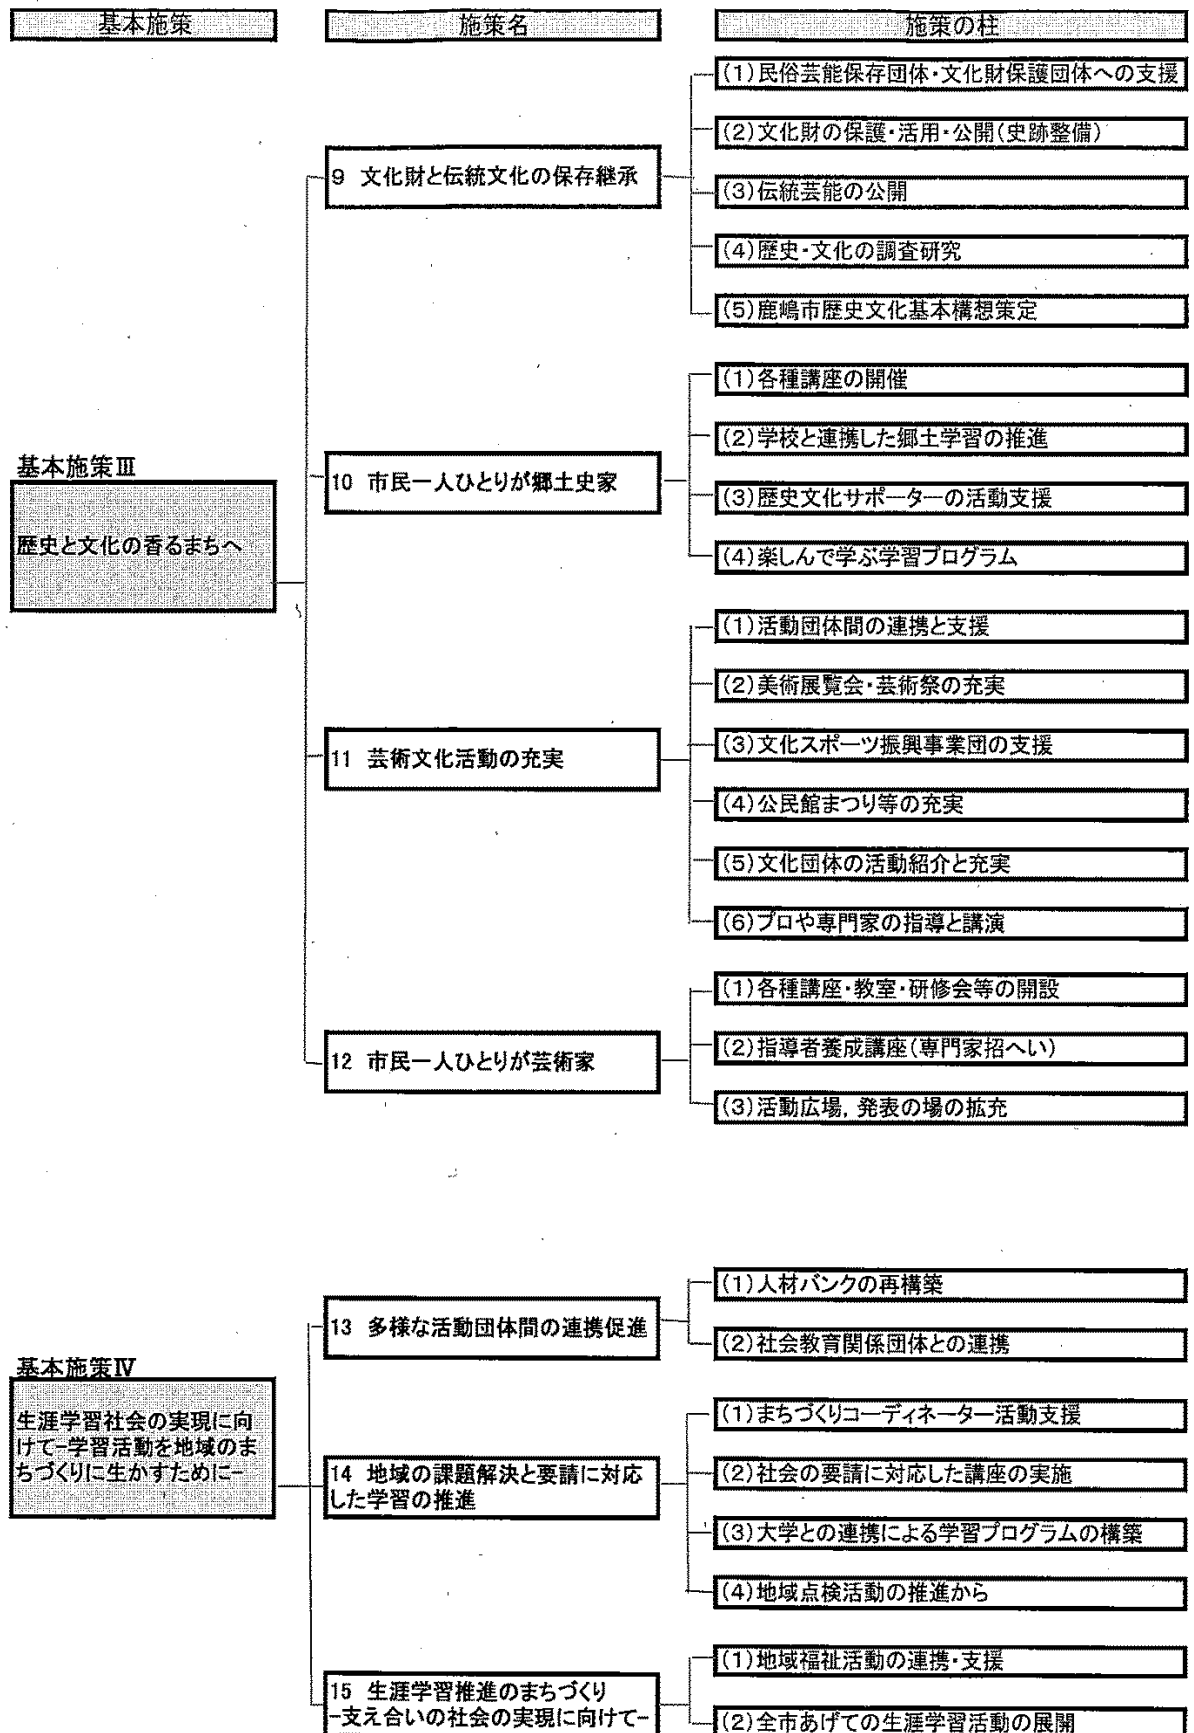 基本施策
施策名
施策の柱
基本施策Ⅲ
歴史と文化の香るまちへ
9 文化財と伝統文化の保存継承
(1)民俗芸能保存団体・文化財保護団体への支援
(2)文化財の保護・活用・公開(史跡整備)
(3)伝統芸能の公開
(4)歴史・文化の調査研究
(5)鹿嶋市歴史文化基本構想策定
10 市民一人ひとりが郷土史家
(1)各種講座の開催
(2)学校と連携した郷土学習の推進
(3)歴史文化サポーターの活動支援
(4)楽しんで学ぶ学習プログラム
11 芸術文化活動の充実
(1)活動団体間の連携と支援
(2)美術展覧会・芸術祭の充実
(3)文化スポーツ振興事業団の支援
(4)公民館まつり等の充実
(5)文化団体の活動紹介と充実
(6)プロや専門家の指導と講演
12 市民一人ひとりが芸術家
(1)各種講座・教室・研修会等の開設
(2)指導者養成講座(専門家招へい)
(3)活動広場,発表の場の拡充
基本施策Ⅳ
生涯学習社会の実現に向
けて-学習活動を地域のま
ちづくりに生かすために-
13 多様な活動団体間の連携促進
(1)人材バンクの再構築
(2)社会教育関係団体との連携
14 地域の課題解決と要請に対応
した学習の推進
(1)まちづくりコーディネーター活動支援
(2)社会の要請に対応した講座の実施
(3)大学との連携による学習プログラムの構築
(4)地域点検活動の推進から
15 生涯学習推進のまちづくり
-支え合いの社会の実現に向けて-
(1)地域福祉活動の連携・支援
(2)全市あげての生涯学習活動の展開